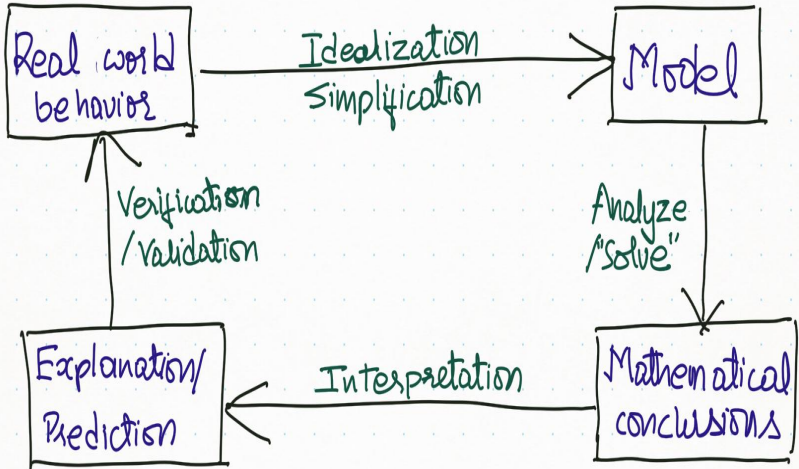 Real world
behavior
Idealization
Simplification
Model
Verification
/Validation
Analyze
/"Solve"
Explanation/
Prediction
Interpretation
Mathematical
conclusions